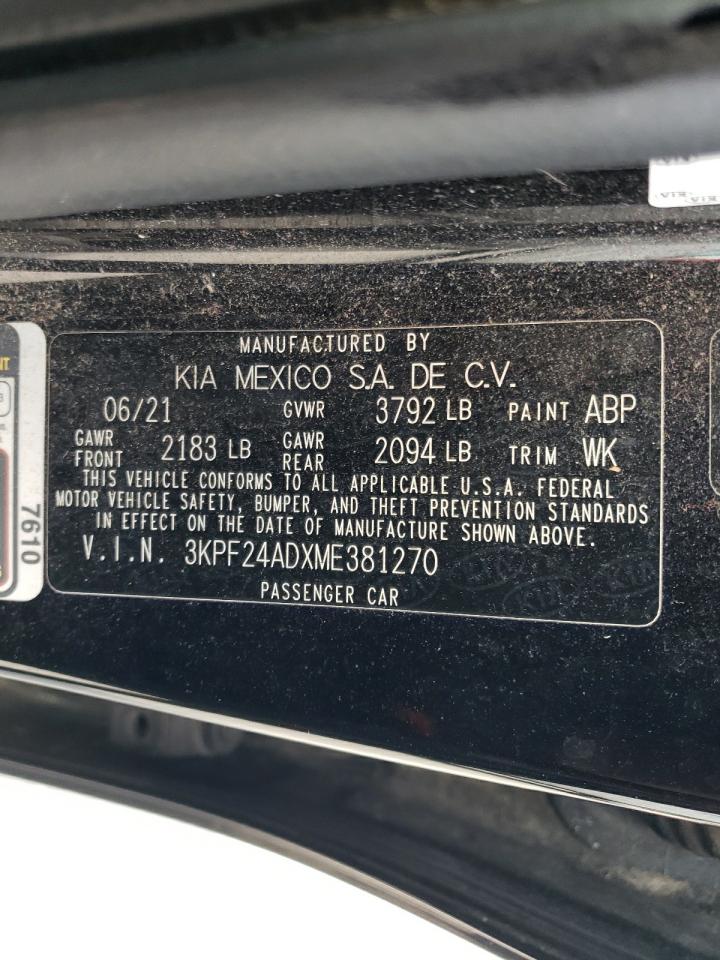 MANUFACTURED BY
KIA MEXICO S.A. DE C.V.
06/21 GVWR 3792 LB PAINT ABP
GAWR FRONT 2183 LB GAWR REAR 2094 LB TRIM WK
THIS VEHICLE CONFORMS TO ALL APPLICABLE U.S.A. FEDERAL
MOTOR VEHICLE SAFETY, BUMPER, AND THEFT PREVENTION STANDARDS
IN EFFECT ON THE DATE OF MANUFACTURE SHOWN ABOVE.
V.I.N. 3KPF24ADXME381270
PASSENGER CAR
7610